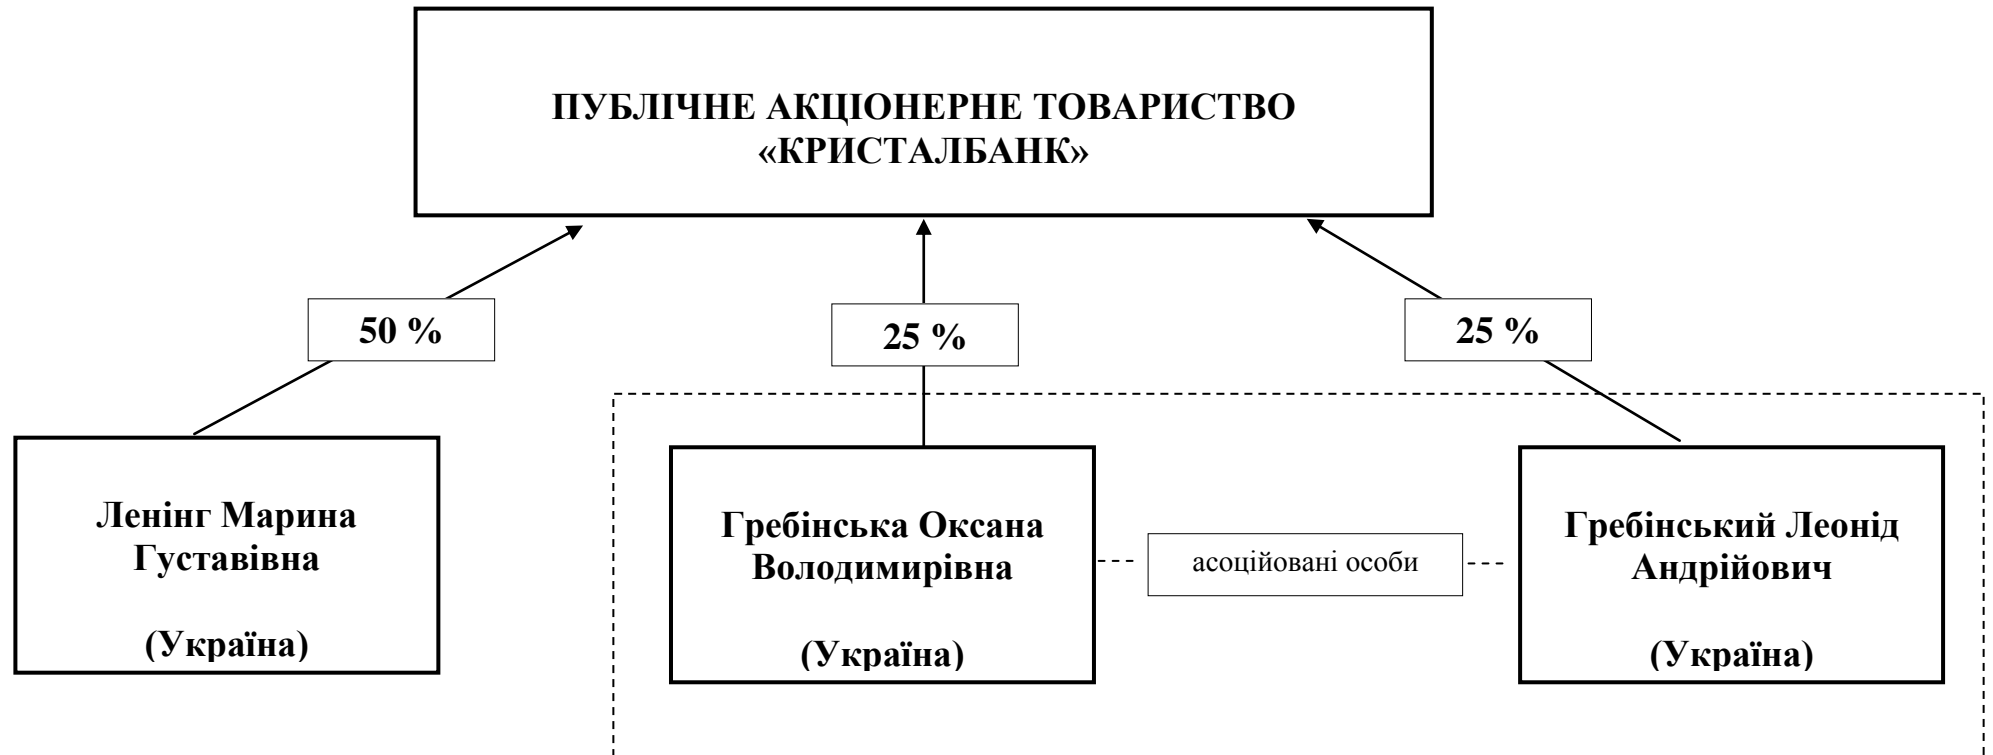 ПУБЛІЧНЕ АКЦІОНЕРНЕ ТОВАРИСТВО
«КРИСТАЛБАНК»
50 %
25 %
25 %
Ленінг Марина
Густавівна
(Україна)
Гребінська Оксана
Володимирівна
(Україна)
асоційовані особи
Гребінський Леонід
Андрійович
(Україна)